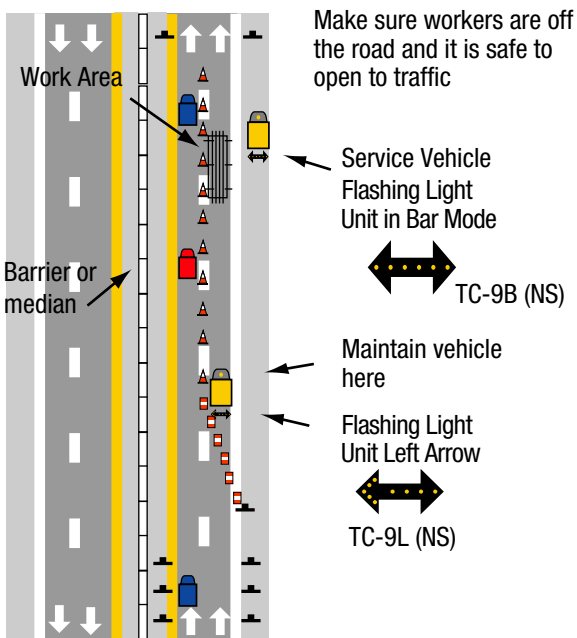 Make sure workers are off
the road and it is safe to
open to traffic
Work Area
Service Vehicle
Flashing Light
Unit in Bar Mode
TC-9B (NS)
Barrier or
median
Maintain vehicle
here
Flashing Light
Unit Left Arrow
TC-9L (NS)